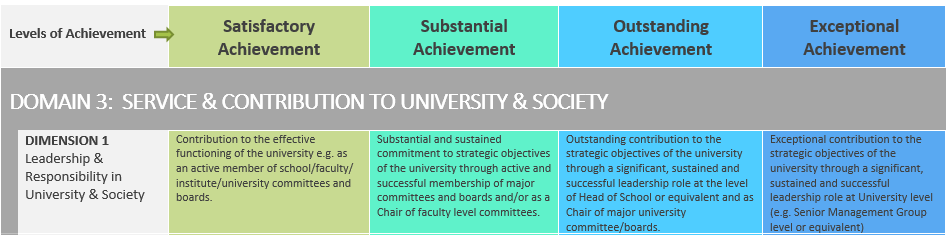 Levels of Achievement
Satisfactory
Achievement
Substantial
Achievement
Outstanding
Achievement
Exceptional
Achievement
DOMAIN 3: SERVICE & CONTRIBUTION TO UNIVERSITY & SOCIETY
DIMENSION 1
Leadership &
Responsibility in
University & Society
Contribution to the effective
functioning of the university e.g. as
an active member of school/faculty/
institute/university committees and
boards.
Substantial and sustained
commitment to strategic objectives
of the university through active and
successful membership of major
committees and boards and/or as a
Chair of faculty level committees.
Outstanding contribution to the
strategic objectives of the university
through a significant, sustained and
successful leadership role at the level
of Head of School or equivalent and as
Chair of major university
committee/boards.
Exceptional contribution to the
strategic objectives of the
university through a significant,
sustained and successful
leadership role at University level
(e.g. Senior Management Group
level or equivalent)